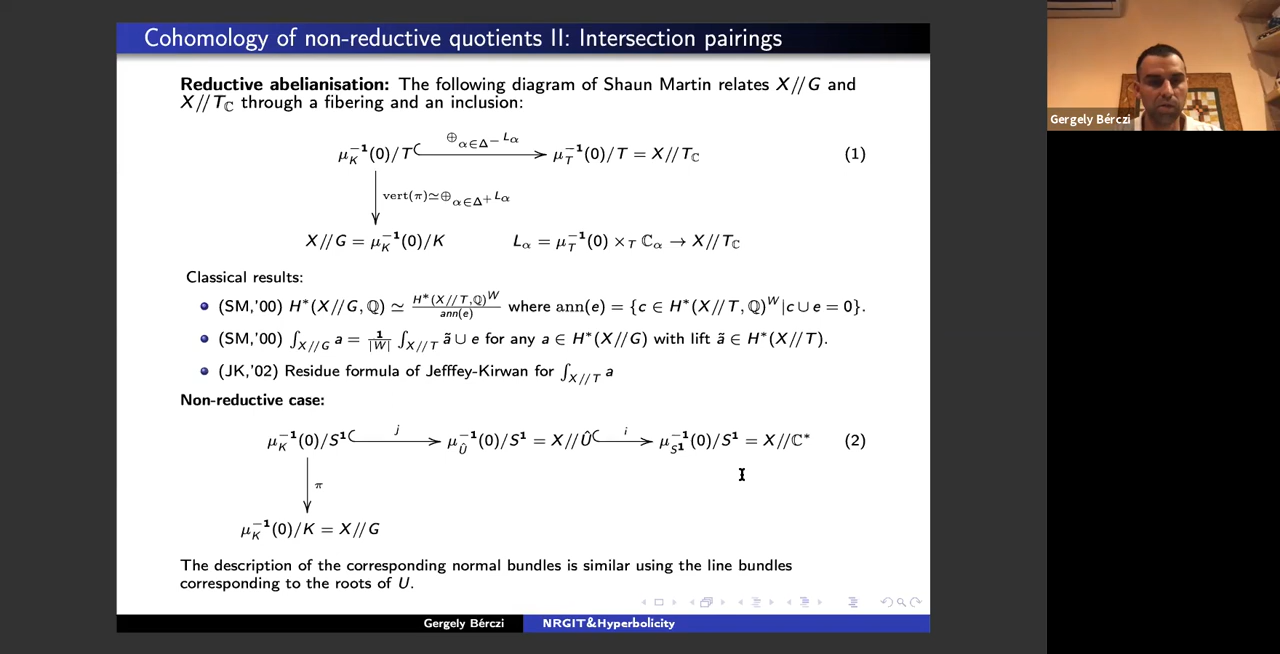 Cohomology of non-reductive quotients II: Intersection pairings
Reductive abelianisation: The following diagram of Shaun Martin relates X//G and
X//T_ℂ through a fibering and an inclusion:
μ_K^{-1}(0)/T ⊕_{α∈Δ^-} L_α μ_T^{-1}(0)/T = X//T_ℂ (1)
vert(π)≃⊕_{α∈Δ^+} L_α
X//G = μ_K^{-1}(0)/K L_α = μ_T^{-1}(0) ×_T ℂ_α → X//T_ℂ
Classical results:
(SM,'00) H*(X//G, ℚ) ≃ H*(X//T,ℚ)^W / ann(e) where ann(e) = {c ∈ H*(X//T, ℚ)^W | c ∪ e = 0}.
(SM,'00) ∫_{X//G} a = 1/|W| ∫_{X//T} ã ∪ e for any a ∈ H*(X//G) with lift ã ∈ H*(X//T).
(JK,'02) Residue formula of Jefffey-Kirwan for ∫_{X//T} a
Non-reductive case:
μ_K^{-1}(0)/S^1 j μ_Û^{-1}(0)/S^1 = X//Û i μ_{S^1}^{-1}(0)/S^1 = X//ℂ* (2)
π
μ_K^{-1}(0)/K = X//G
The description of the corresponding normal bundles is similar using the line bundles
corresponding to the roots of U.
Gergely Bérczi NRGIT&Hyperbolicity
Gergely Bérczi